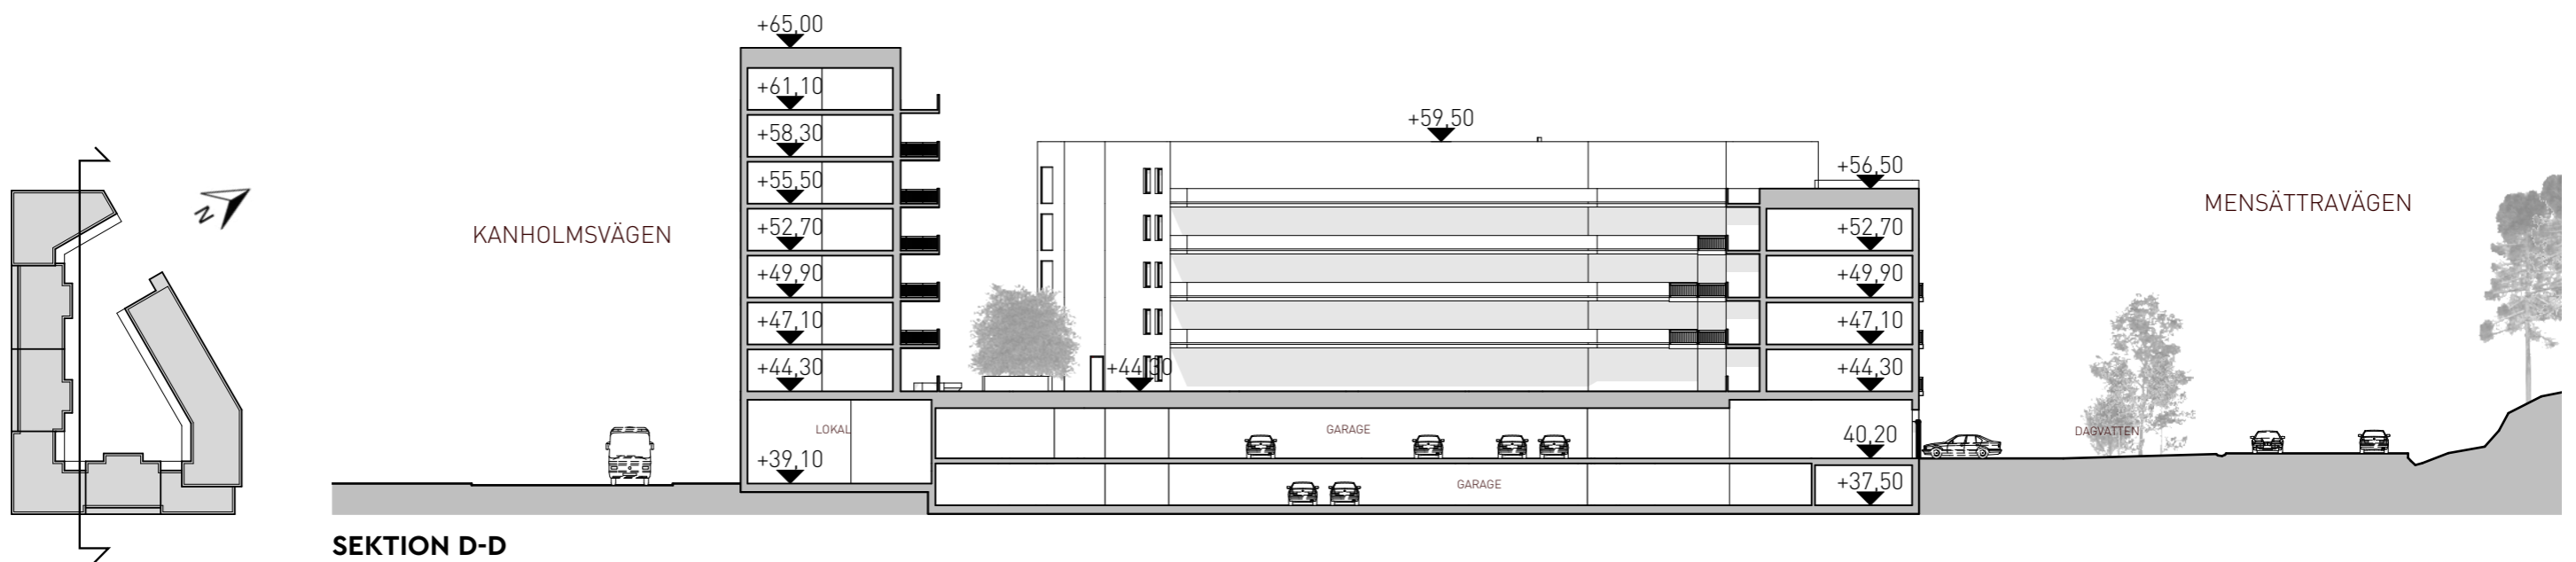 +65,00
+61,10
+58,30
+55,50
+52,70
+49,90
+47,10
+44,30
LOKAL
+39,10
KANHOLMSVÄGEN
+59,50
+44,30
GARAGE
GARAGE
+56,50
+52,70
+49,90
+47,10
+44,30
40,20
+37,50
MENSÄTTRAVÄGEN
DAGVATTEN
N
SEKTION D-D